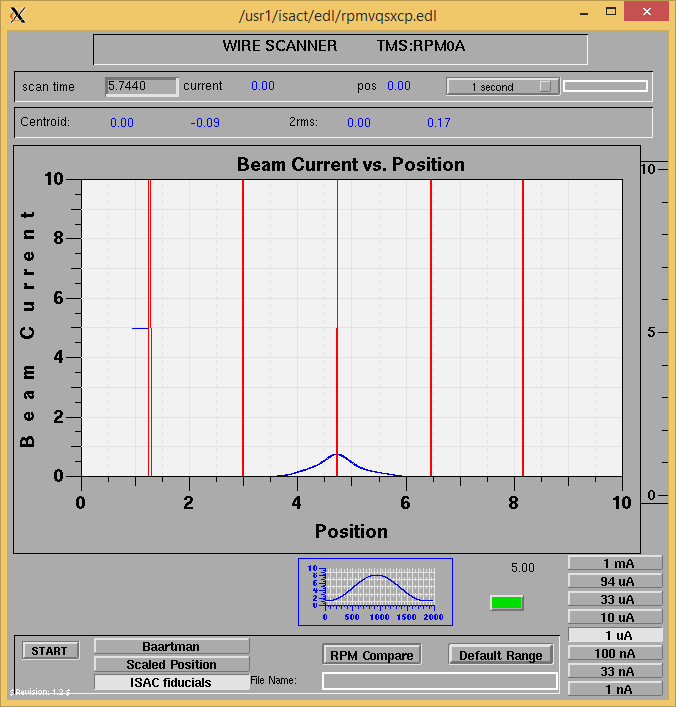 /usr1/isact/edl/rpmvqsxcp.edl
WIRE SCANNER TMS:RPM0A
scan time 5.7440 current 0.00 pos 0.00 1 second
Centroid: 0.00 -0.09 2rms: 0.00 0.17
Beam Current vs. Position
10
8
6
4
2
0
Beam Current
0 2 4 6 8 10
Position
10
5
0
10
8
6
4
2
0
0 500 1000 1500 2000
5.00
1 mA
94 uA
33 uA
10 uA
1 uA
100 nA
33 nA
1 nA
START
Baartman
Scaled Position
ISAC fiducials
RPM Compare
Default Range
File Name:
$Revision: 1.2 $